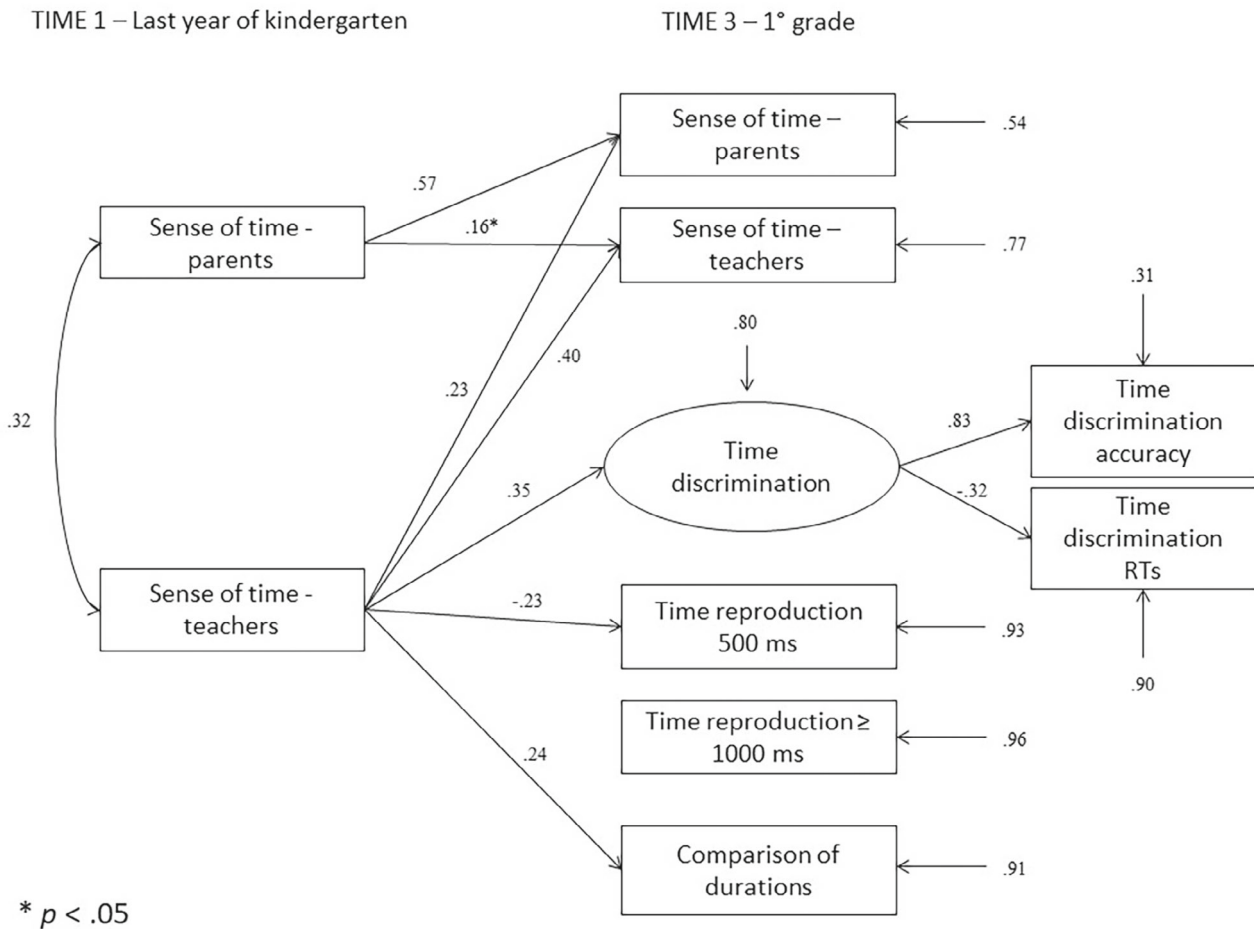 TIME 1 – Last year of kindergarten
TIME 3 – 1° grade
Sense of time –
parents
.54
.57
Sense of time -
parents
.16*
Sense of time –
teachers
.77
.32
.23
.40
.80
.31
Time
discrimination
.35
.83
-.32
Time
discrimination
accuracy
Time
discrimination
RTs
.90
Sense of time -
teachers
-.23
Time reproduction
500 ms
.93
Time reproduction ≥
1000 ms
.96
.24
Comparison of
durations
.91
* p < .05